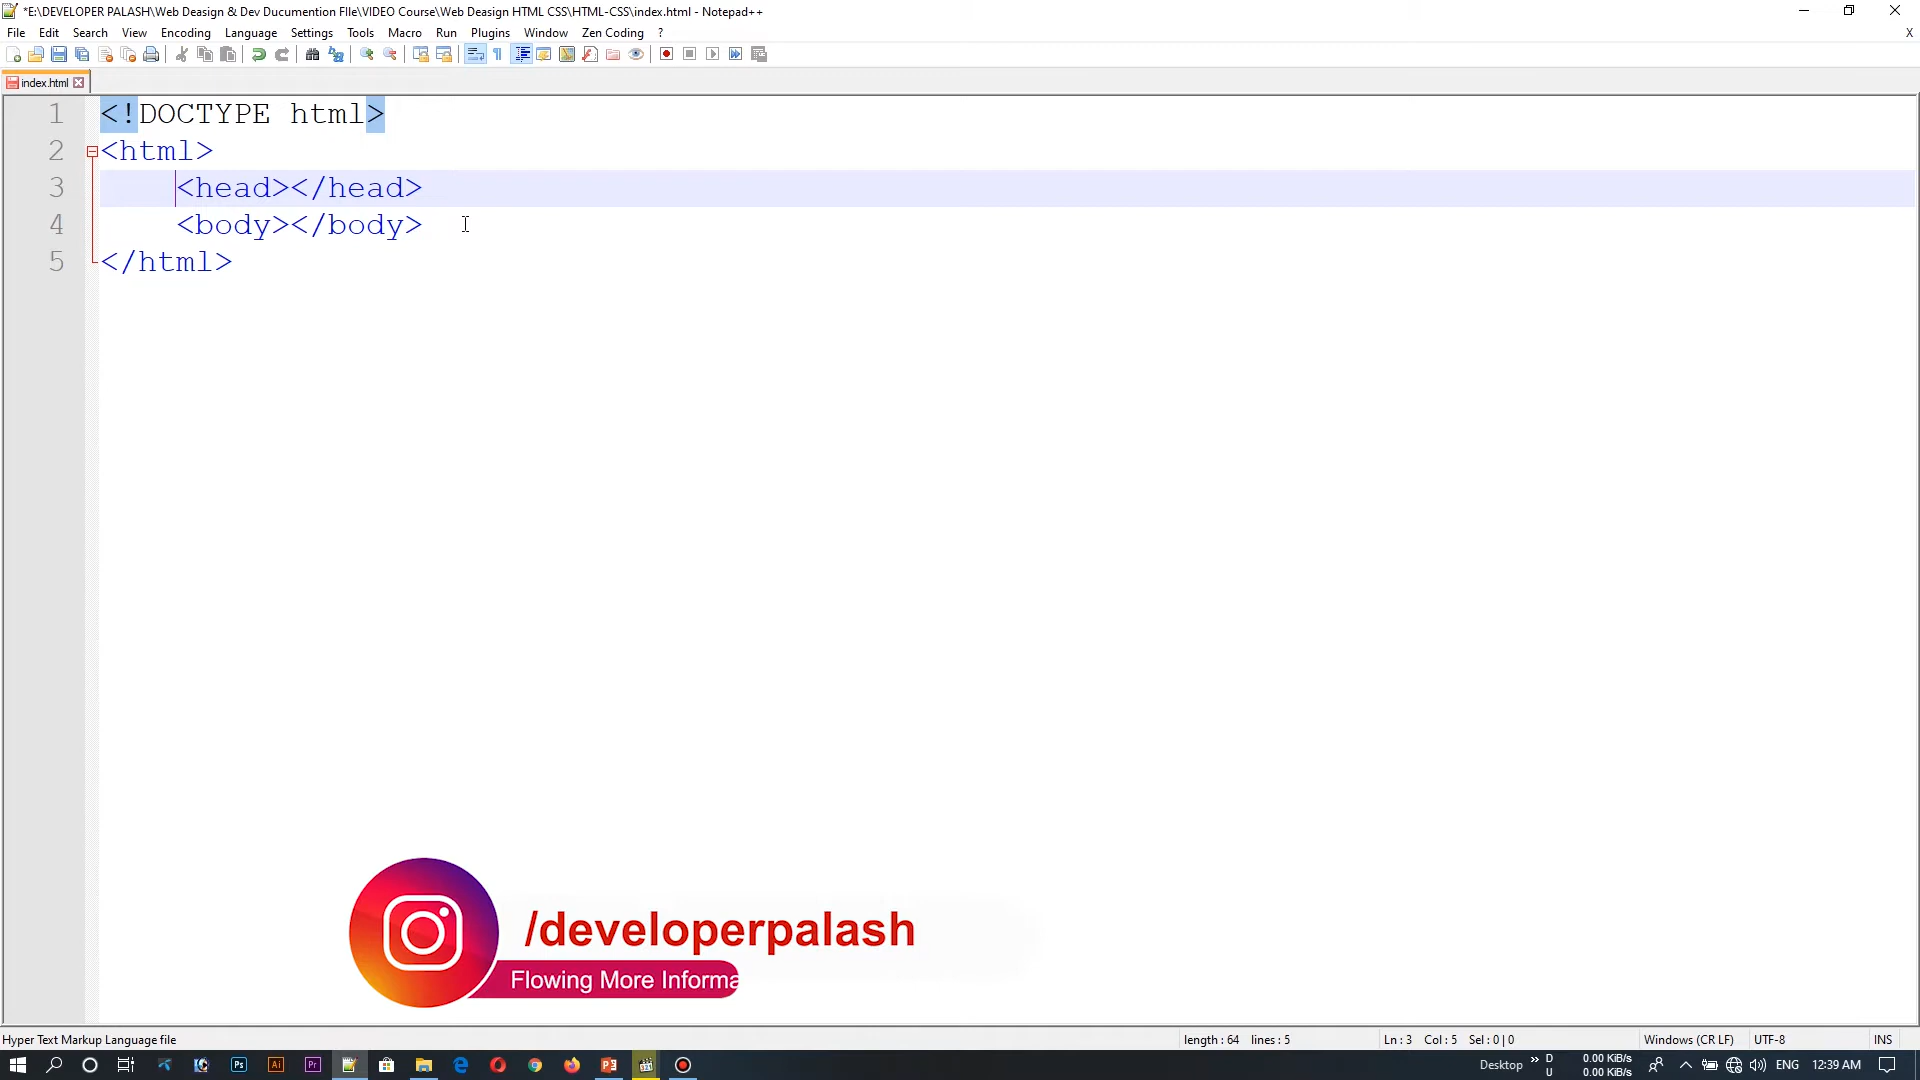 *E:\DEVELOPER PALASH\Web Deasign & Dev Ducumention FIle\VIDEO Course\Web Deasign HTML CSS\HTML-CSS\index.html - Notepad++
File Edit Search View Encoding Language Settings Tools Macro Run Plugins Window Zen Coding ? X
index.html
1 <!DOCTYPE html>
2 <html>
3 <head></head>
4 <body></body>
5 </html>
/developerpalash
Flowing More Informa
Hyper Text Markup Language file length : 64 lines : 5 Ln : 3 Col : 5 Sel : 0 | 0 Windows (CR LF) UTF-8 INS
Ps Ai Pr Desktop » D 0.00 KiB/s ENG 12:39 AM
U 0.00 KiB/s